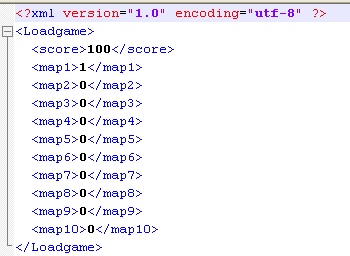 <?xml version="1.0" encoding="utf-8" ?>
<Loadgame>
<score>100</score>
<map1>1</map1>
<map2>0</map2>
<map3>0</map3>
<map4>0</map4>
<map5>0</map5>
<map6>0</map6>
<map7>0</map7>
<map8>0</map8>
<map9>0</map9>
<map10>0</map10>
</Loadgame>